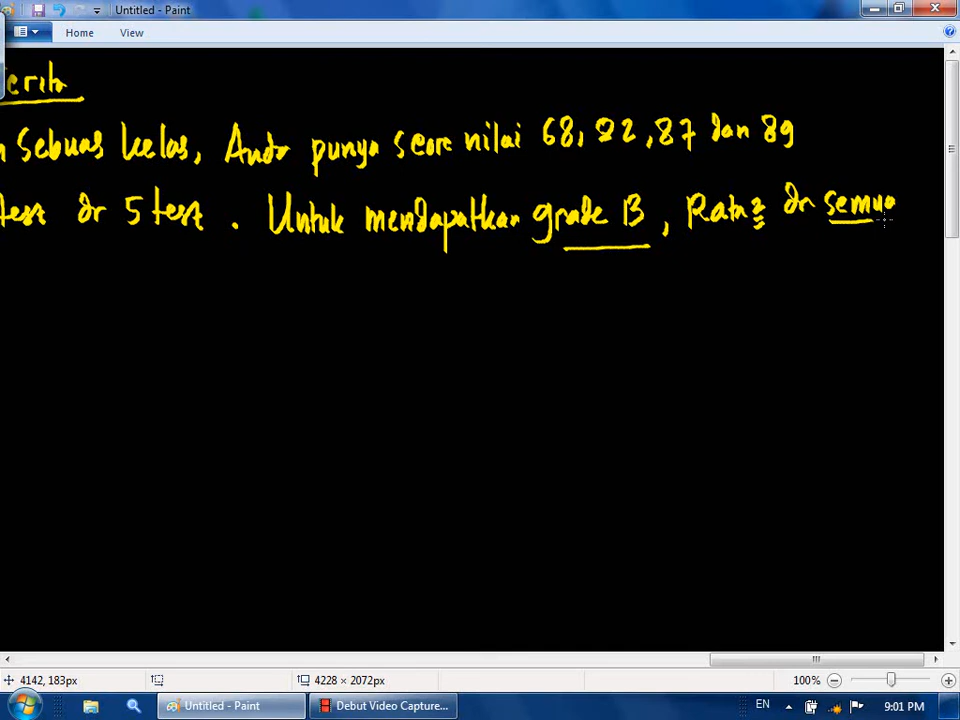 Untitled - Paint
Home View
erita
n Sebuas kelas, Anda punya score nilai 68, 82, 87 dan 89
test dr 5 test . Untuk mendapatkan grade B , Rata2 dr semua
4142, 183px 4228 × 2072px 100%
Untitled - Paint Debut Video Capture... EN 9:01 PM